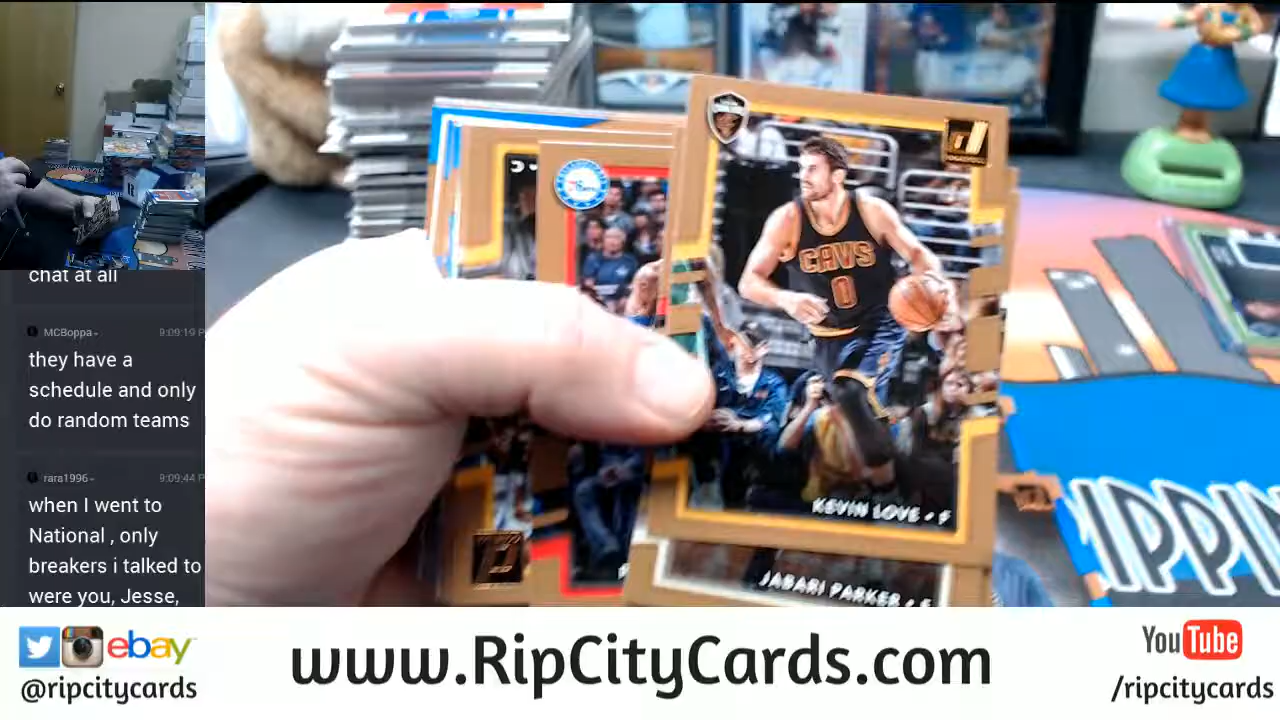 chat at all
MCBoppa
9:09:19 P
they have a
schedule and only
do random teams
rara1996
9:09:44 P
when I went to
National , only
breakers i talked to
were you, Jesse,
CAVS
0
KEVIN LOVE • F
JABARI PARKER • F
IPPIN
ebay
@ripcitycards
www.RipCityCards.com
YouTube
/ripcitycards